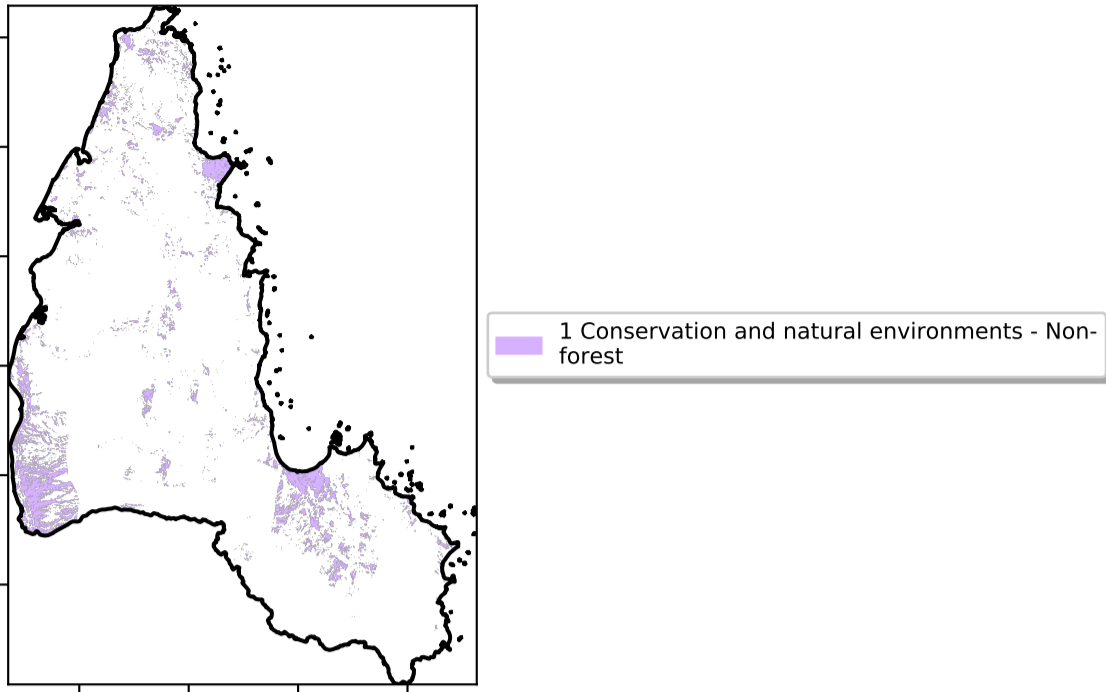 1 Conservation and natural environments - Non-
forest